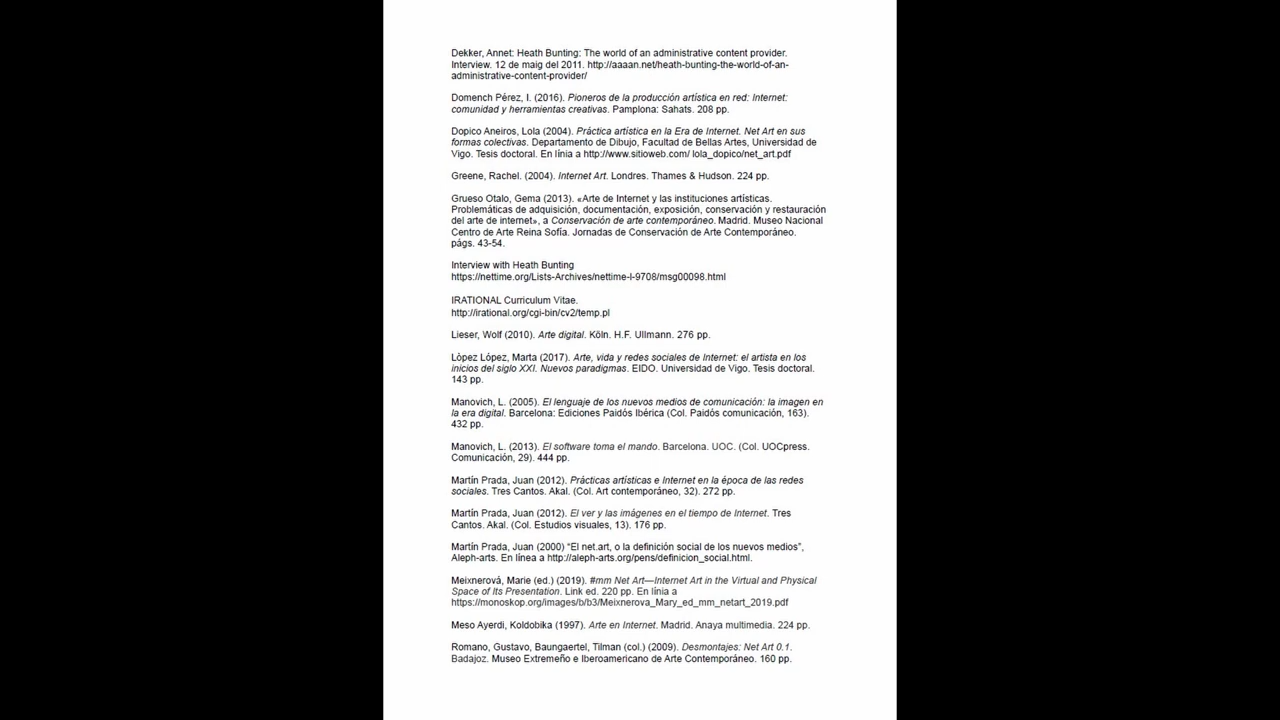 Dekker, Annet: Heath Bunting: The world of an administrative content provider.
Interview. 12 de maig del 2011. http://aaaan.net/heath-bunting-the-world-of-an-
administrative-content-provider/
Domench Pérez, I. (2016). Pioneros de la producción artística en red: Internet:
comunidad y herramientas creativas. Pamplona: Sahats. 208 pp.
Dopico Aneiros, Lola (2004). Práctica artística en la Era de Internet. Net Art en sus
formas colectivas. Departamento de Dibujo, Facultad de Bellas Artes, Universidad de
Vigo. Tesis doctoral. En línia a http://www.sitioweb.com/ lola_dopico/net_art.pdf
Greene, Rachel. (2004). Internet Art. Londres. Thames & Hudson. 224 pp.
Grueso Otalo, Gema (2013). «Arte de Internet y las instituciones artísticas.
Problemáticas de adquisición, documentación, exposición, conservación y restauración
del arte de internet», a Conservación de arte contemporáneo. Madrid. Museo Nacional
Centro de Arte Reina Sofía. Jornadas de Conservación de Arte Contemporáneo.
págs. 43-54.
Interview with Heath Bunting
https://nettime.org/Lists-Archives/nettime-l-9708/msg00098.html
IRATIONAL Curriculum Vitae.
http://irational.org/cgi-bin/cv2/temp.pl
Lieser, Wolf (2010). Arte digital. Köln. H.F. Ullmann. 276 pp.
Lòpez López, Marta (2017). Arte, vida y redes sociales de Internet: el artista en los
inicios del siglo XXI. Nuevos paradigmas. EIDO. Universidad de Vigo. Tesis doctoral.
143 pp.
Manovich, L. (2005). El lenguaje de los nuevos medios de comunicación: la imagen en
la era digital. Barcelona: Ediciones Paidós Ibérica (Col. Paidós comunicación, 163).
432 pp.
Manovich, L. (2013). El software toma el mando. Barcelona. UOC. (Col. UOCpress.
Comunicación, 29). 444 pp.
Martín Prada, Juan (2012). Prácticas artísticas e Internet en la época de las redes
sociales. Tres Cantos. Akal. (Col. Art contemporáneo, 32). 272 pp.
Martín Prada, Juan (2012). El ver y las imágenes en el tiempo de Internet. Tres
Cantos. Akal. (Col. Estudios visuales, 13). 176 pp.
Martín Prada, Juan (2000) “El net.art, o la definición social de los nuevos medios”,
Aleph-arts. En línea a http://aleph-arts.org/pens/definicion_social.html.
Meixnerová, Marie (ed.) (2019). #mm Net Art—Internet Art in the Virtual and Physical
Space of Its Presentation. Link ed. 220 pp. En línia a
https://monoskop.org/images/b/b3/Meixnerova_Mary_ed_mm_netart_2019.pdf
Meso Ayerdi, Koldobika (1997). Arte en Internet. Madrid. Anaya multimedia. 224 pp.
Romano, Gustavo, Baungaertel, Tilman (col.) (2009). Desmontajes: Net Art 0.1.
Badajoz. Museo Extremeño e Iberoamericano de Arte Contemporáneo. 160 pp.